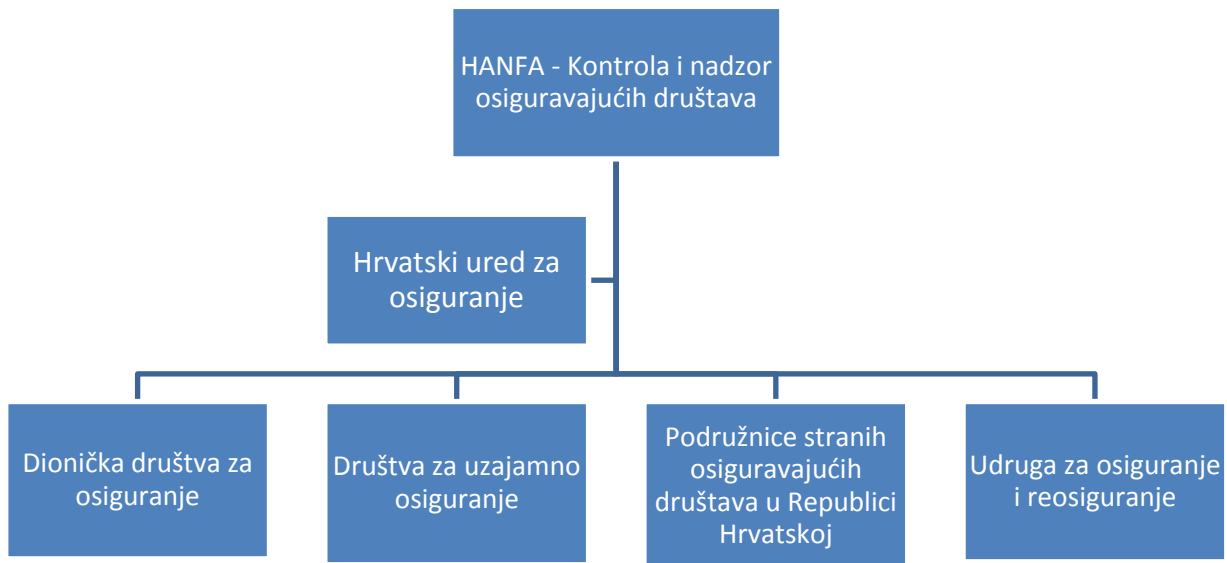 HANFA - Kontrola i nadzor
osiguravajućih društava
Hrvatski ured za
osiguranje
Dionička društva za
osiguranje
Društva za uzajamno
osiguranje
Podružnice stranih
osiguravajućih
društava u Republici
Hrvatskoj
Udruga za osiguranje
i reosiguranje